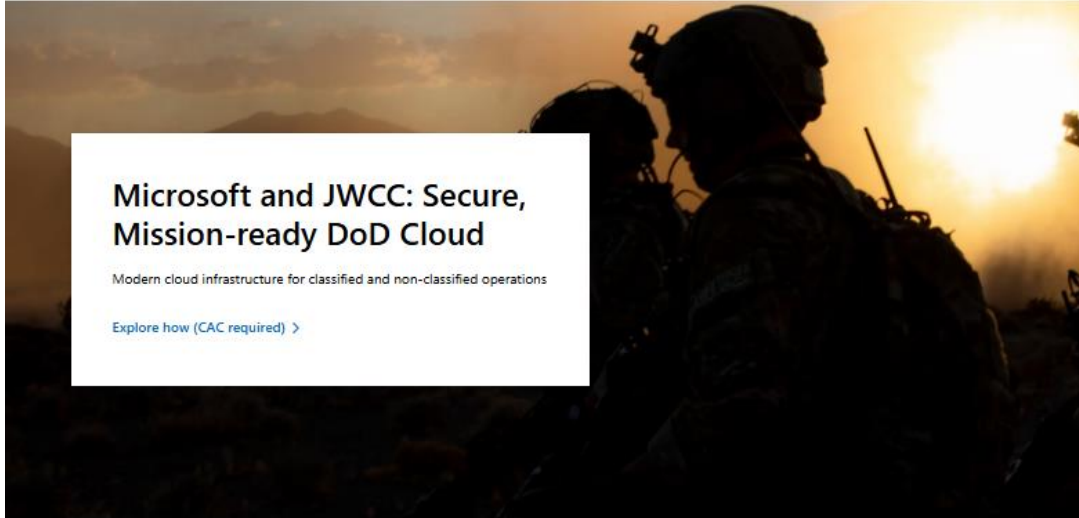 Microsoft and JWCC: Secure,
Mission-ready DoD Cloud
Modern cloud infrastructure for classified and non-classified operations
Explore how (CAC required) >